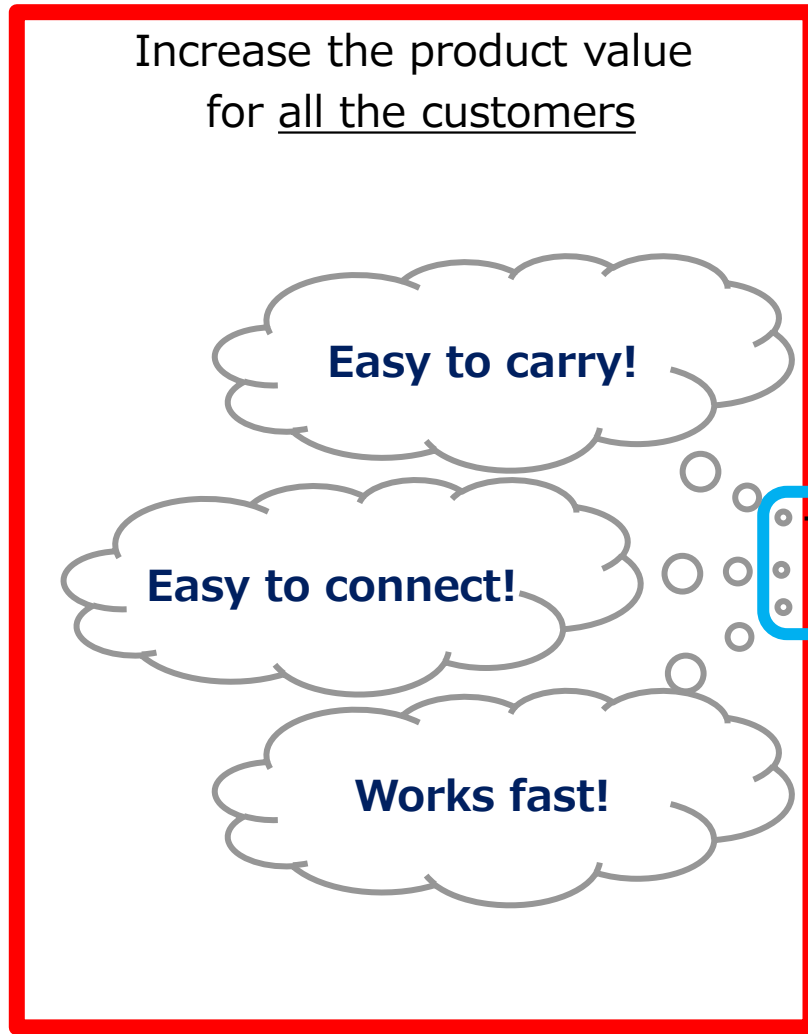 Increase the product value
for all the customers
Easy to carry!
Easy to connect!
Works fast!